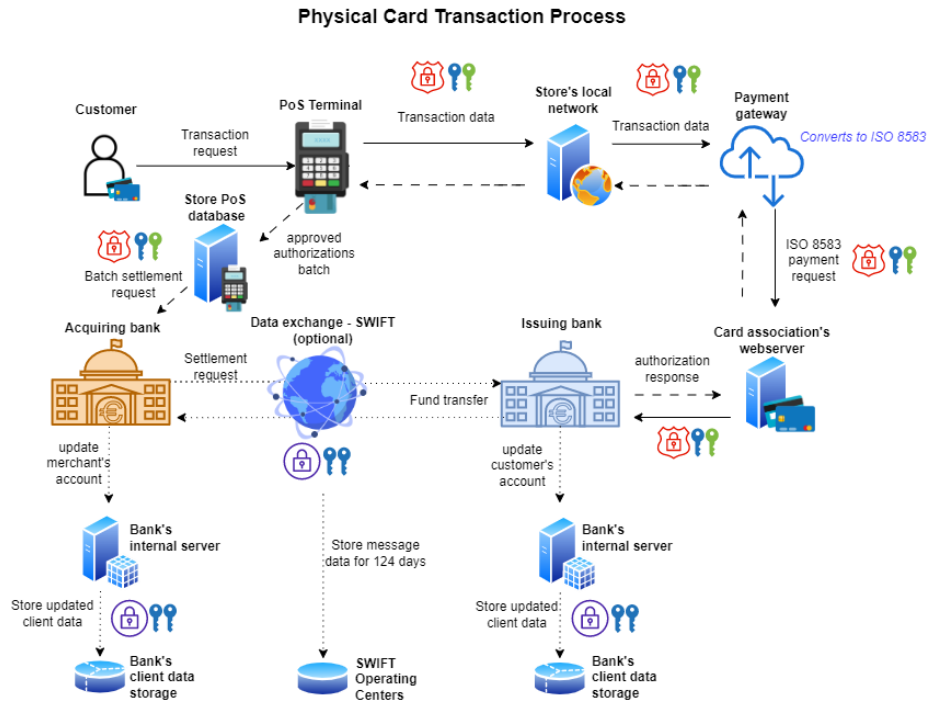 Physical Card Transaction Process
Customer
Transaction
request
PoS Terminal
Transaction data
Store's local
network
Transaction data
Payment
gateway
Converts to ISO 8583
Store PoS
database
approved
authorizations
batch
Batch settlement
request
ISO 8583
payment
request
Acquiring bank
Settlement
request
Data exchange - SWIFT
(optional)
Issuing bank
Fund transfer
authorization
response
Card association's
webserver
update
merchant's
account
update
customer's
account
Bank's
internal server
Store message
data for 124 days
Bank's
internal server
Store updated
client data
Store updated
client data
Bank's
client data
storage
SWIFT
Operating
Centers
Bank's
client data
storage